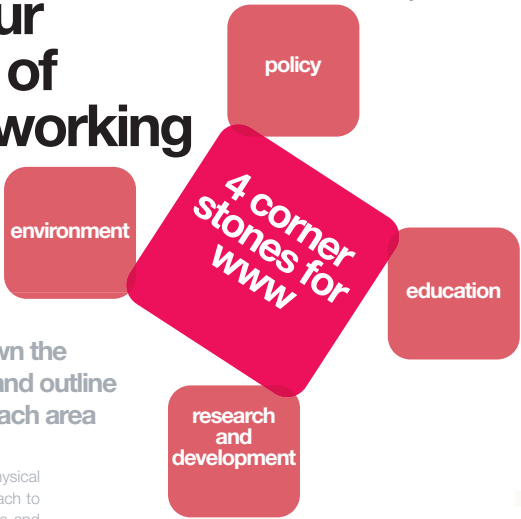 ur
of
working
policy
environment
4 corner
stones for
www
education
wn the
and outline
ach area
research
and
development
hysical
ach to